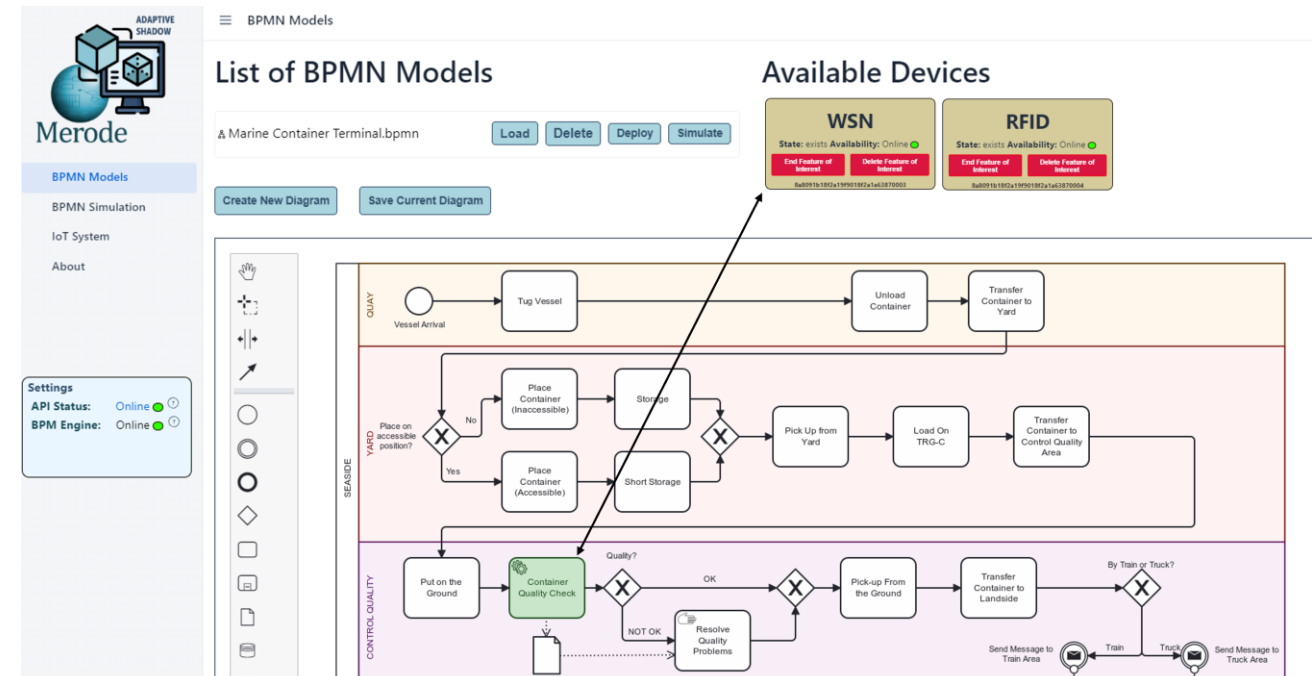 ADAPTIVE
SHADOW
Merode
BPMN Models
BPMN Simulation
IoT System
About
Settings
API Status: Online ?
BPM Engine: Online ?
BPMN Models
List of BPMN Models
Marine Container Terminal.bpmn
Load
Delete
Deploy
Simulate
Create New Diagram
Save Current Diagram
Available Devices
WSN
State: exists Availability: Online
End Feature of
Interest
Delete Feature of
Interest
8a8091b18f2a19f9018f2a1a63870003
RFID
State: exists Availability: Online
End Feature of
Interest
Delete Feature of
Interest
8a8091b18f2a19f9018f2a1a63870004
SEASIDE
QUAY
Vessel Arrival
Tug Vessel
Unload
Container
Transfer
Container to
Yard
YARD
Place on
accessible
position?
No
Yes
Place
Container
(Inaccessible)
Storage
Place
Container
(Accessible)
Short Storage
Pick Up from
Yard
Load On
TRG-C
Transfer
Container to
Control Quality
Area
CONTROL QUALITY
Put on the
Ground
Container
Quality Check
Quality?
OK
NOT OK
Resolve
Quality
Problems
Pick-up From
the Ground
Transfer
Container to
Landside
By Train or Truck?
Train
Truck
Send Message to
Train Area
Send Message to
Truck Area